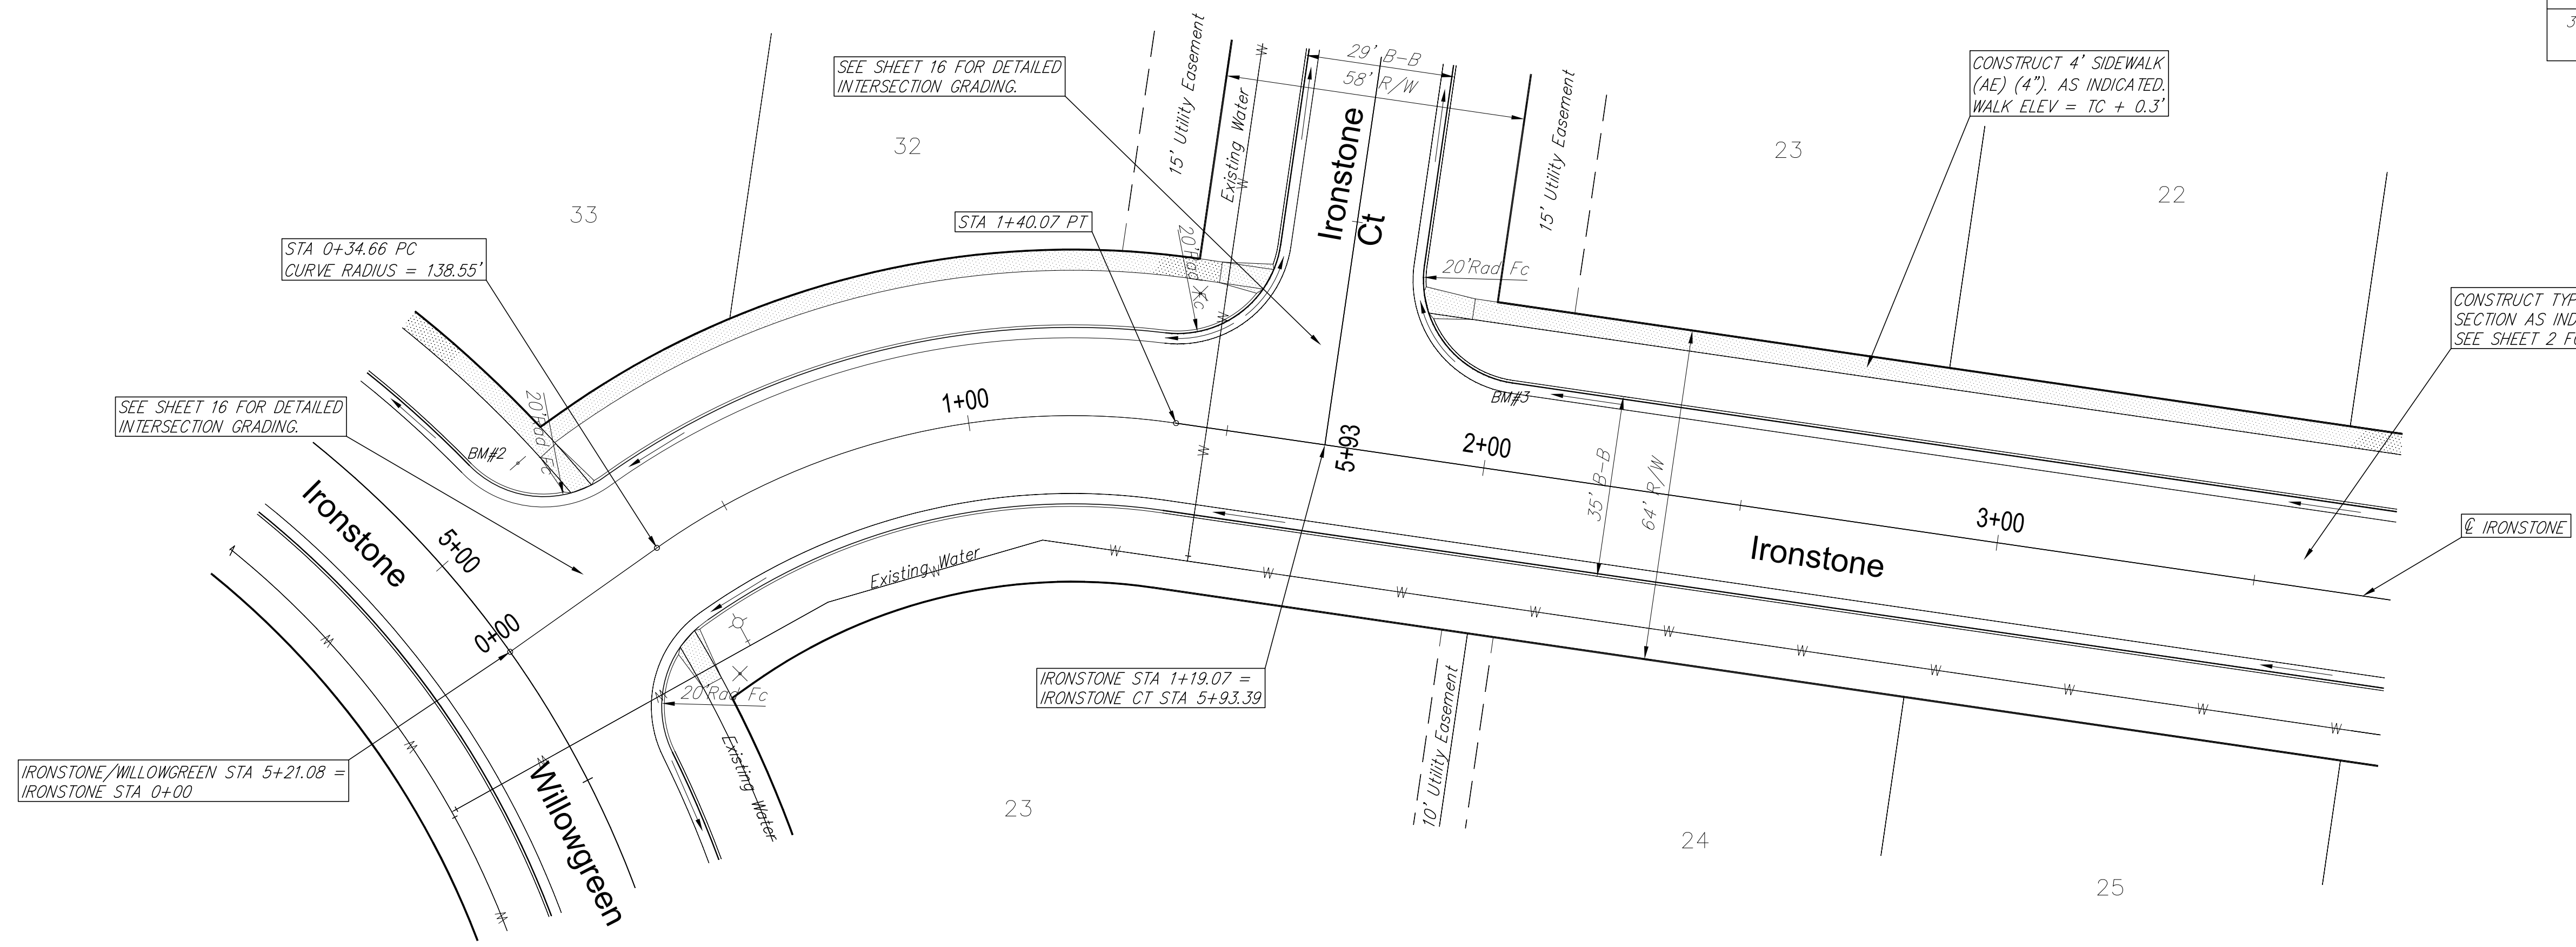 3
SEE SHEET 16 FOR DETAILED
INTERSECTION GRADING.
15' Utility Easement
Existing Water
W
W
29' B-B
58' R/W
Ironstone
Ct
15' Utility Easement
CONSTRUCT 4' SIDEWALK
(AE) (4"). AS INDICATED.
WALK ELEV = TC + 0.3'
32
33
23
22
STA 1+40.07 PT
STA 0+34.66 PC
CURVE RADIUS = 138.55'
20'Rad Fc
W
20'Rad Fc
CONSTRUCT TYP
SECTION AS IND
SEE SHEET 2 FO
SEE SHEET 16 FOR DETAILED
INTERSECTION GRADING.
20'Rad Fc
BM#2
1+00
W
BM#3
5+93
2+00
35' B-B
64' R/W
3+00
Ironstone
℄ IRONSTONE
Ironstone
5+00
0+00
Existing Water
W
W
W
W
W
W
W
W
W
W
W
W
IRONSTONE STA 1+19.07 =
IRONSTONE CT STA 5+93.39
10' Utility Easement
20'Rad Fc
W
W
W
W
W
Existing Water
Willowgreen
IRONSTONE/WILLOWGREEN STA 5+21.08 =
IRONSTONE STA 0+00
23
24
25